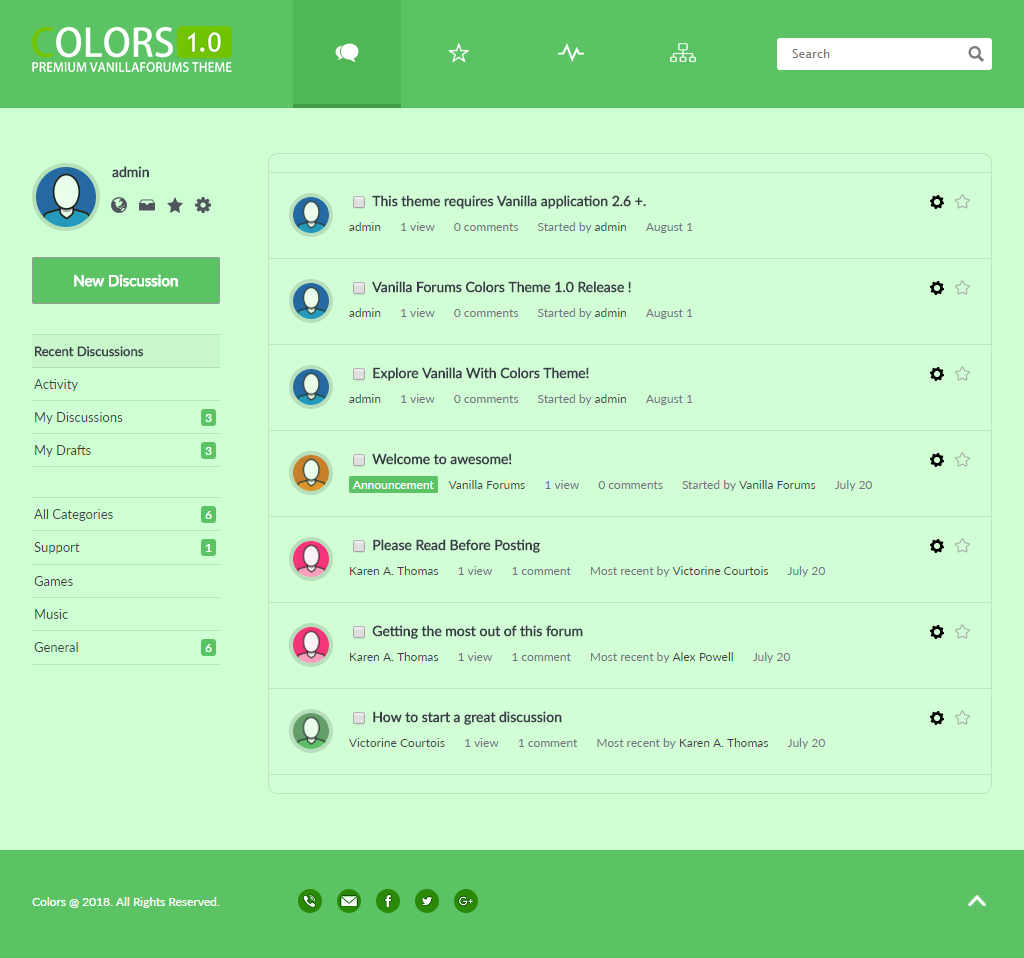 COLORS 1.0
PREMIUM VANILLAFORUMS THEME
Search
admin
New Discussion
Recent Discussions
Activity
My Discussions 3
My Drafts 3
All Categories 6
Support 1
Games
Music
General 6
This theme requires Vanilla application 2.6 +.
admin 1 view 0 comments Started by admin August 1
Vanilla Forums Colors Theme 1.0 Release !
admin 1 view 0 comments Started by admin August 1
Explore Vanilla With Colors Theme!
admin 1 view 0 comments Started by admin August 1
Welcome to awesome!
Announcement Vanilla Forums 1 view 0 comments Started by Vanilla Forums July 20
Please Read Before Posting
Karen A. Thomas 1 view 1 comment Most recent by Victorine Courtois July 20
Getting the most out of this forum
Karen A. Thomas 1 view 1 comment Most recent by Alex Powell July 20
How to start a great discussion
Victorine Courtois 1 view 1 comment Most recent by Karen A. Thomas July 20
Colors @ 2018. All Rights Reserved.
f
G+